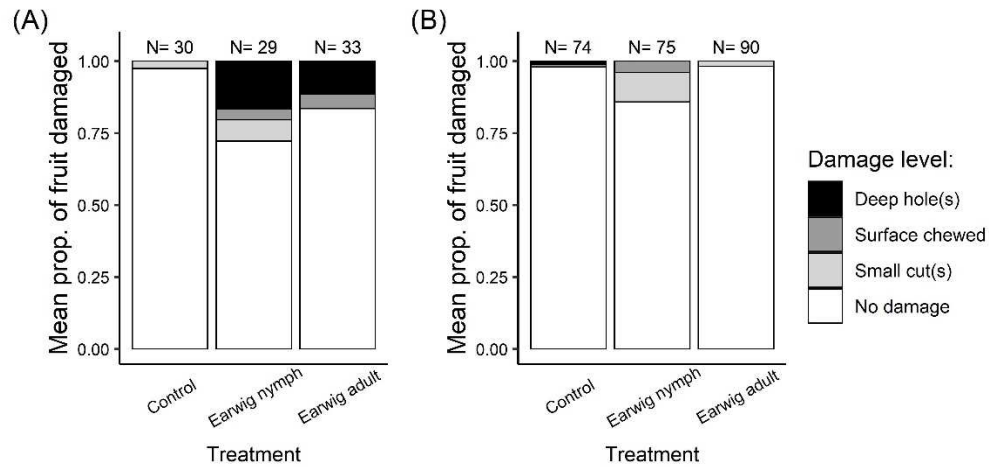 (A)
N= 30 N= 29 N= 33
Mean prop. of fruit damaged
1.00
0.75
0.50
0.25
0.00
Control
Earwig nymph
Earwig adult
Treatment
(B)
N= 74 N= 75 N= 90
Mean prop. of fruit damaged
1.00
0.75
0.50
0.25
0.00
Control
Earwig nymph
Earwig adult
Treatment
Damage level:
Deep hole(s)
Surface chewed
Small cut(s)
No damage